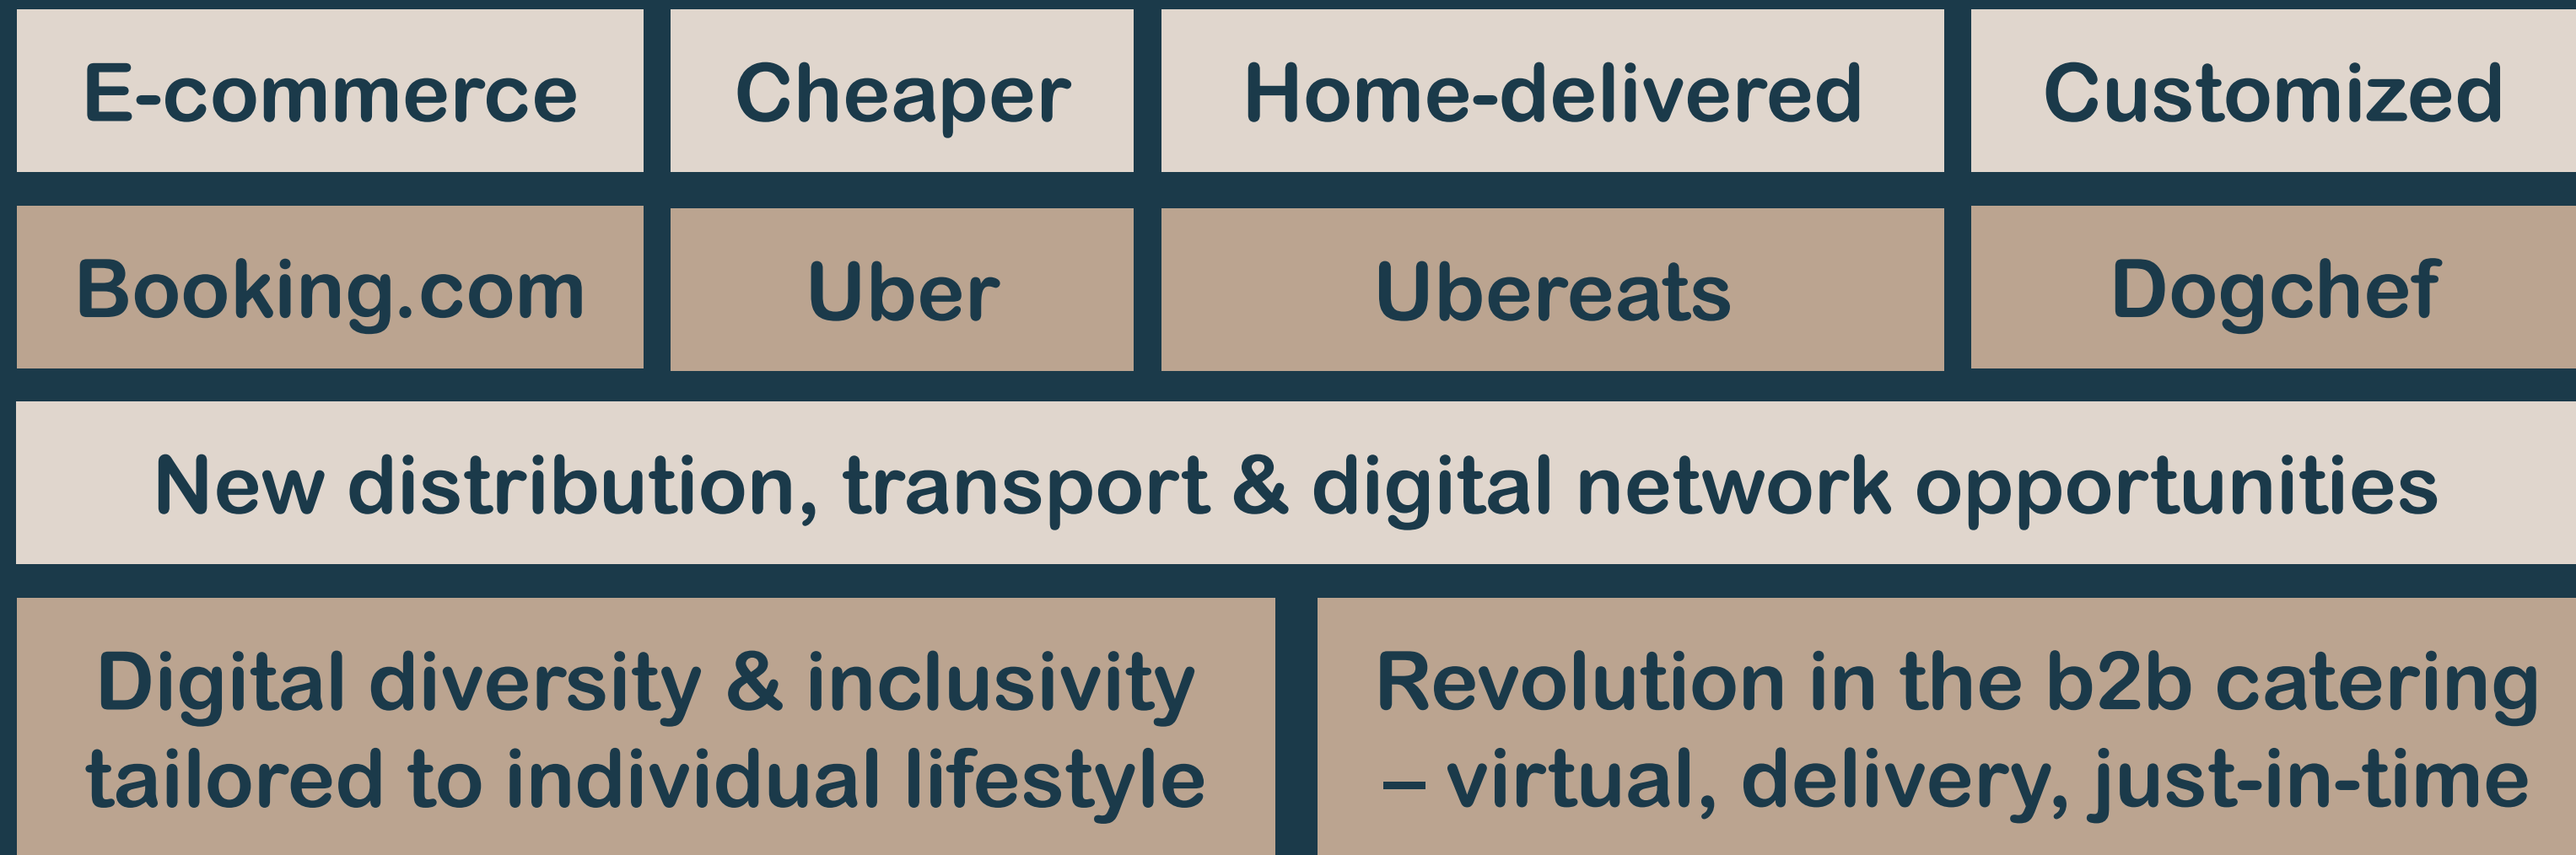 E-commerce
Cheaper
Home-delivered
Customized
Booking.com
Uber
Ubereats
Dogchef
New distribution, transport & digital network opportunities
Digital diversity & inclusivity
tailored to individual lifestyle
Revolution in the b2b catering
– virtual, delivery, just-in-time